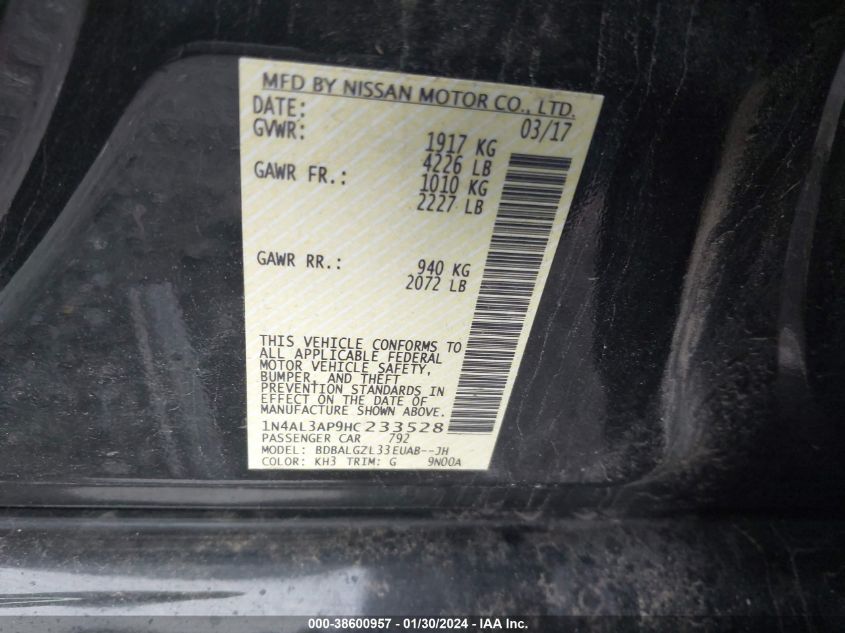 MFD BY NISSAN MOTOR CO., LTD.
DATE: 03/17
GVWR: 1917 KG
4226 LB
GAWR FR.: 1010 KG
2227 LB
GAWR RR.: 940 KG
2072 LB
THIS VEHICLE CONFORMS TO
ALL APPLICABLE FEDERAL
MOTOR VEHICLE SAFETY,
BUMPER, AND THEFT
PREVENTION STANDARDS IN
EFFECT ON THE DATE OF
MANUFACTURE SHOWN ABOVE.
1N4AL3AP9HC233528
PASSENGER CAR 792
MODEL: BDBALGZL33EUAB--JH
COLOR: KH3 TRIM: G 9N00A
000-38600957 - 01/30/2024 - IAA Inc.